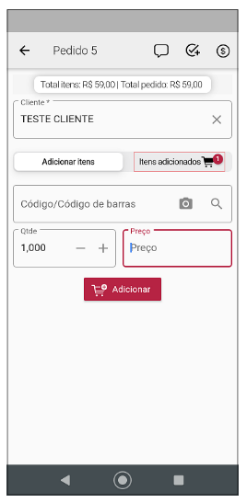 Pedido 5
Total itens: R$ 59,00 | Total pedido: R$ 59,00
Cliente *
TESTE CLIENTE
Adicionar itens
Itens adicionados 1
Código/Código de barras
Qtde
1,000
Preço
Preço
Adicionar